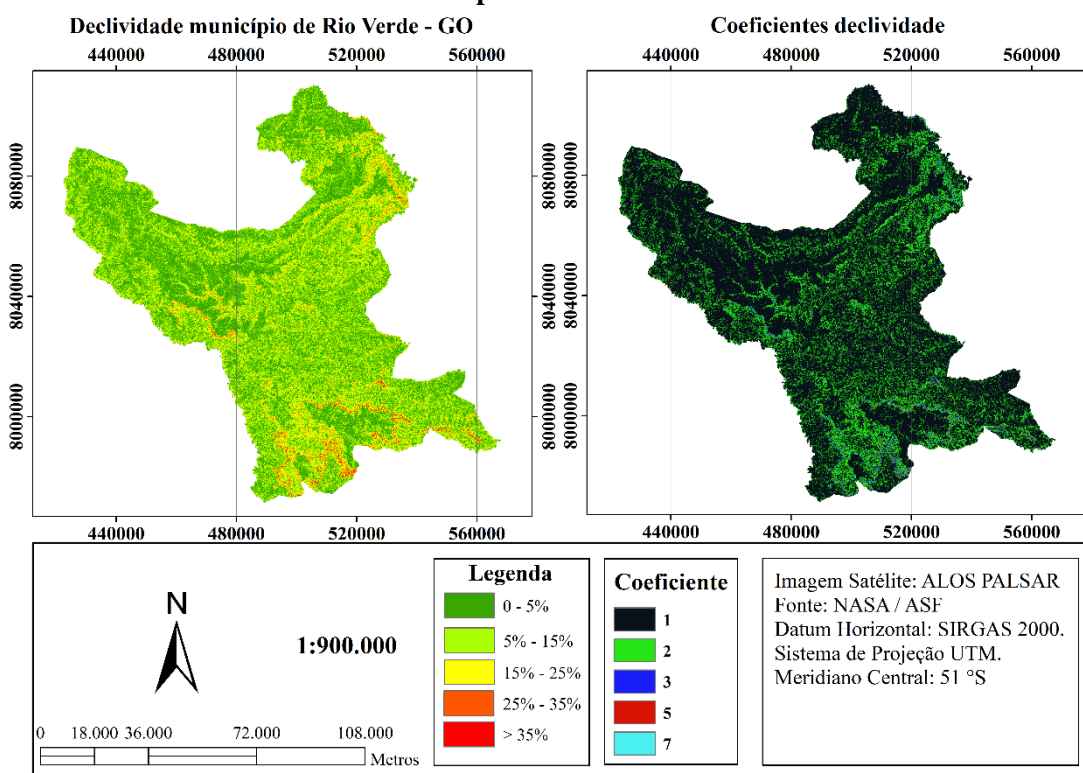 Declividade município de Rio Verde - GO
Coeficientes declividade
440000 480000 520000 560000
440000 480000 520000 560000
8080000
8040000
8000000
8080000
8040000
8000000
440000 480000 520000 560000
440000 480000 520000 560000
N
1:900.000
0 18.000 36.000 72.000 108.000
Metros
Legenda
0 - 5%
5% - 15%
15% - 25%
25% - 35%
> 35%
Coeficiente
1
2
3
5
7
Imagem Satélite: ALOS PALSAR
Fonte: NASA / ASF
Datum Horizontal: SIRGAS 2000.
Sistema de Projeção UTM.
Meridiano Central: 51 °S